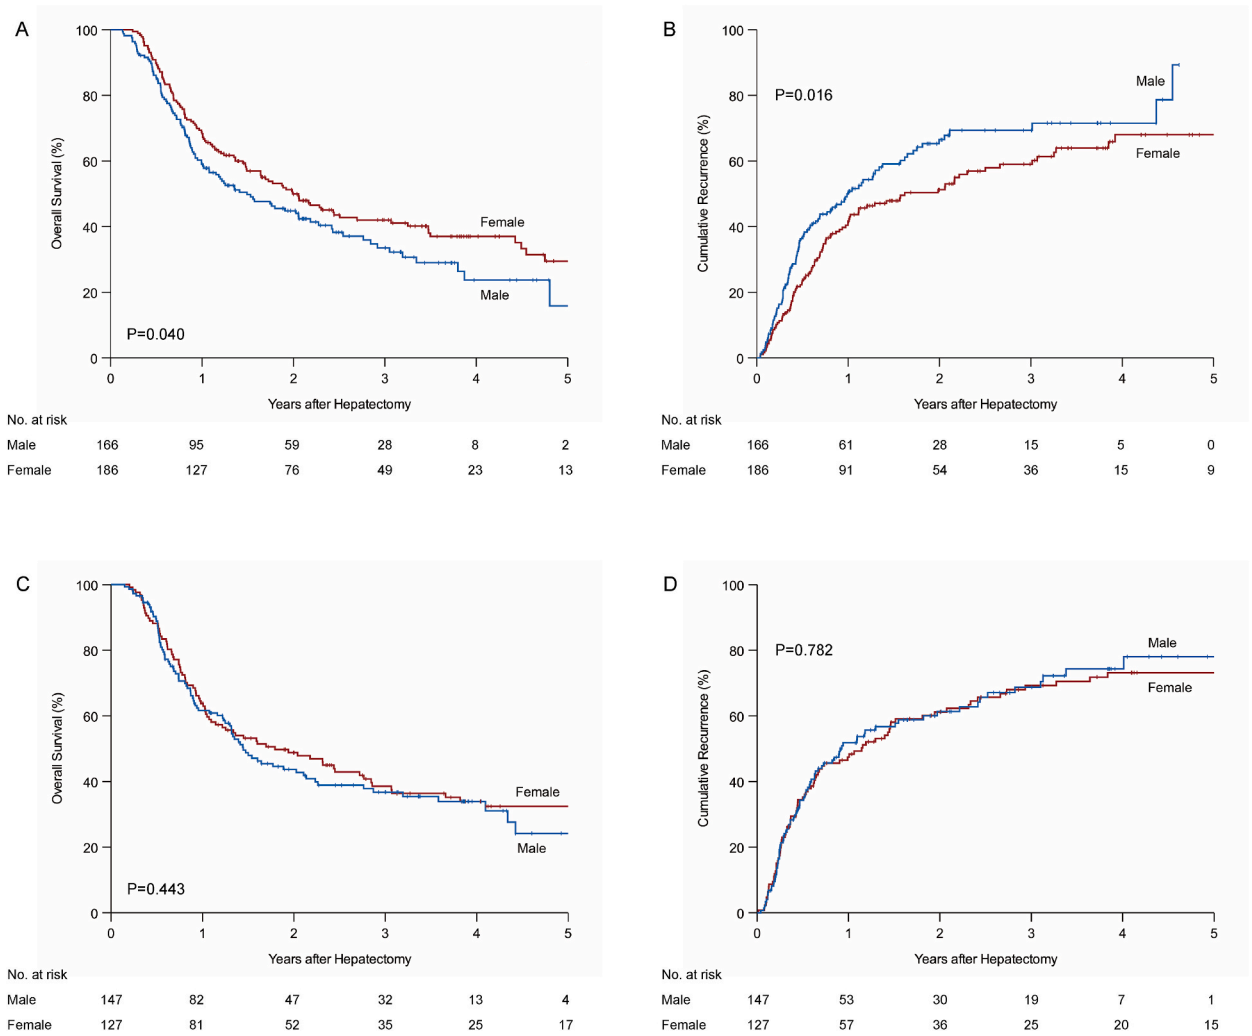 A
Overall Survival (%)
100
80
60
40
20
0
Female
Male
P=0.040
0 1 2 3 4 5
Years after Hepatectomy
No. at risk
Male 166 95 59 28 8 2
Female 186 127 76 49 23 13
B
Cumulative Recurrence (%)
100
80
60
40
20
0
P=0.016
Male
Female
0 1 2 3 4 5
Years after Hepatectomy
No. at risk
Male 166 61 28 15 5 0
Female 186 91 54 36 15 9
C
Overall Survival (%)
100
80
60
40
20
0
Female
Male
P=0.443
0 1 2 3 4 5
Years after Hepatectomy
No. at risk
Male 147 82 47 32 13 4
Female 127 81 52 35 25 17
D
Cumulative Recurrence (%)
100
80
60
40
20
0
P=0.782
Male
Female
0 1 2 3 4 5
Years after Hepatectomy
No. at risk
Male 147 53 30 19 7 1
Female 127 57 36 25 20 15